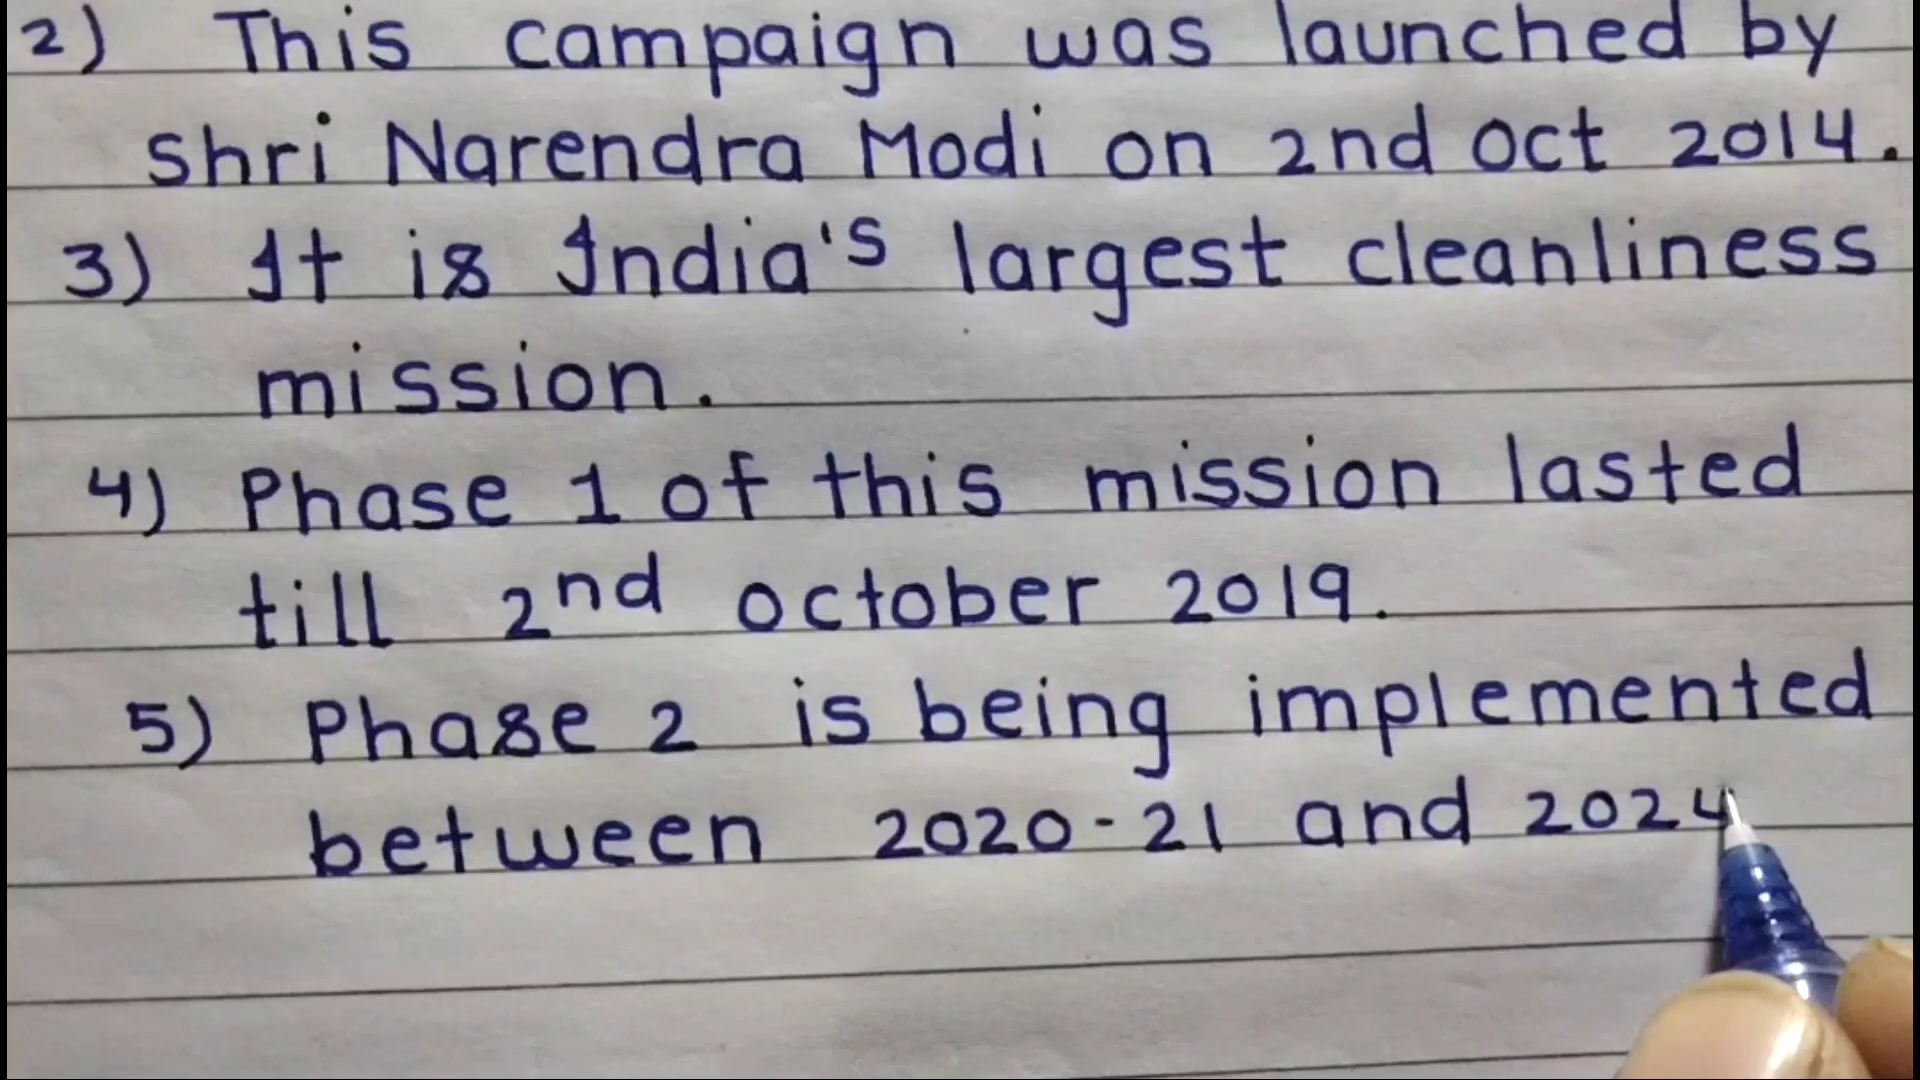 2) This campaign was launched by
Shri Narendra Modi on 2nd Oct 2014.
3) It is India's largest cleanliness
mission.
4) Phase 1 of this mission lasted
till 2nd october 2019.
5) Phase 2 is being implemented
between 2020-21 and 2024